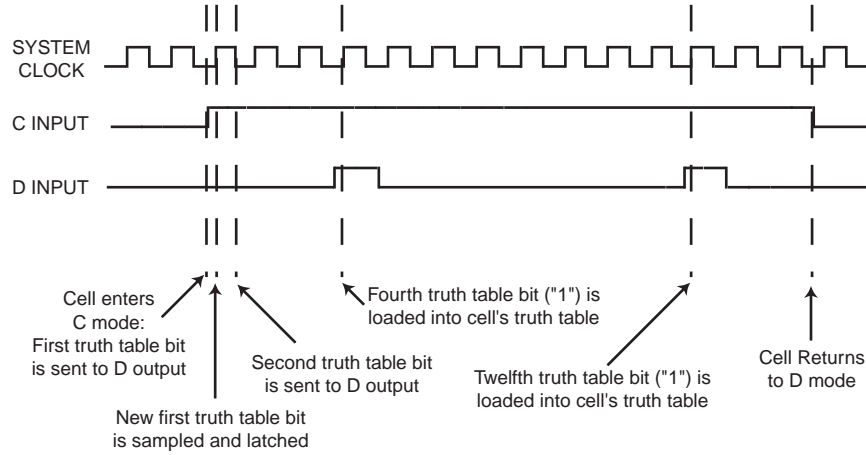 SYSTEM
CLOCK
C INPUT
D INPUT
Cell enters
C mode:
First truth table bit
is sent to D output
New first truth table bit
is sampled and latched
Second truth table bit
is sent to D output
Fourth truth table bit ("1") is
loaded into cell's truth table
Twelfth truth table bit ("1") is
loaded into cell's truth table
Cell Returns
to D mode